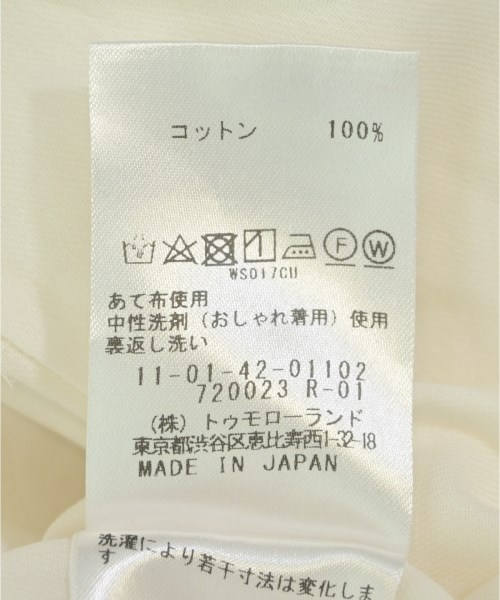 コットン 100%
F W
WS017CU
あて布使用
中性洗剤（おしゃれ着用）使用
裏返し洗い
11-01-42-01102
720023 R-01
（株）トゥモローランド
東京都渋谷区恵比寿西1-32-18
MADE IN JAPAN
洗濯により若干寸法は変化しま
す